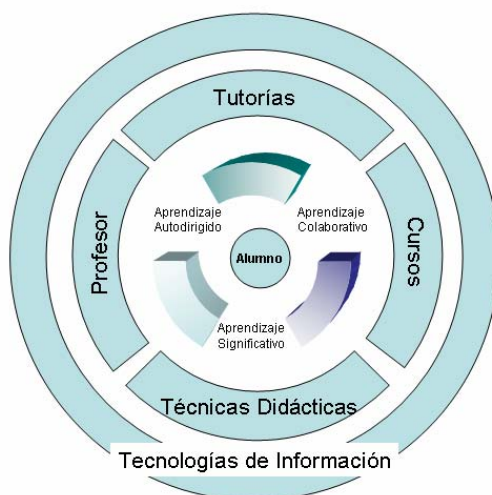 Tutorías
Profesor
Cursos
Aprendizaje
Autodirigido
Aprendizaje
Colaborativo
Alumno
Aprendizaje
Significativo
Técnicas Didácticas
Tecnologías de Información